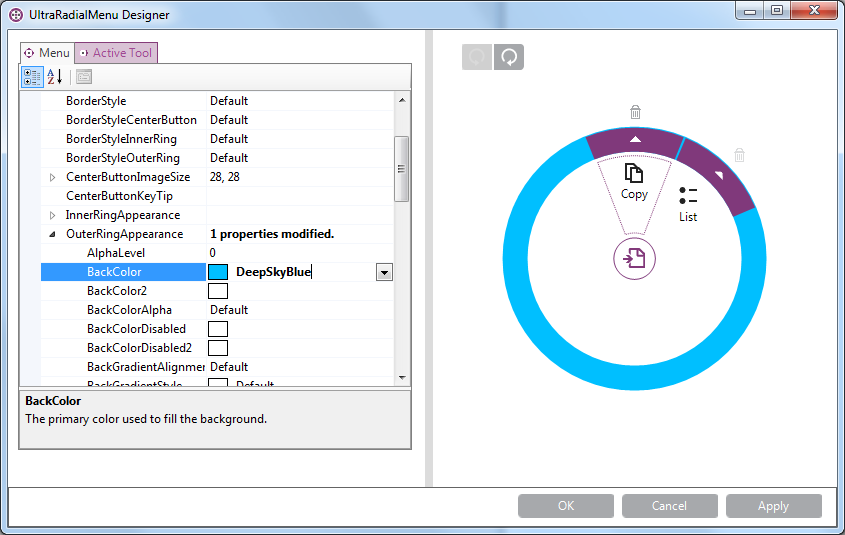 UltraRadialMenu Designer
Menu Active Tool
A
Z
BorderStyle Default
BorderStyleCenterButton Default
BorderStyleInnerRing Default
BorderStyleOuterRing Default
CenterButtonImageSize 28, 28
CenterButtonKeyTip
InnerRingAppearance
OuterRingAppearance 1 properties modified.
AlphaLevel 0
BackColor DeepSkyBlue
BackColor2
BackColorAlpha Default
BackColorDisabled
BackColorDisabled2
BackGradientAlignmen Default
BackGradientStyle Default
BackColor
The primary color used to fill the background.
Copy
List
OK Cancel Apply